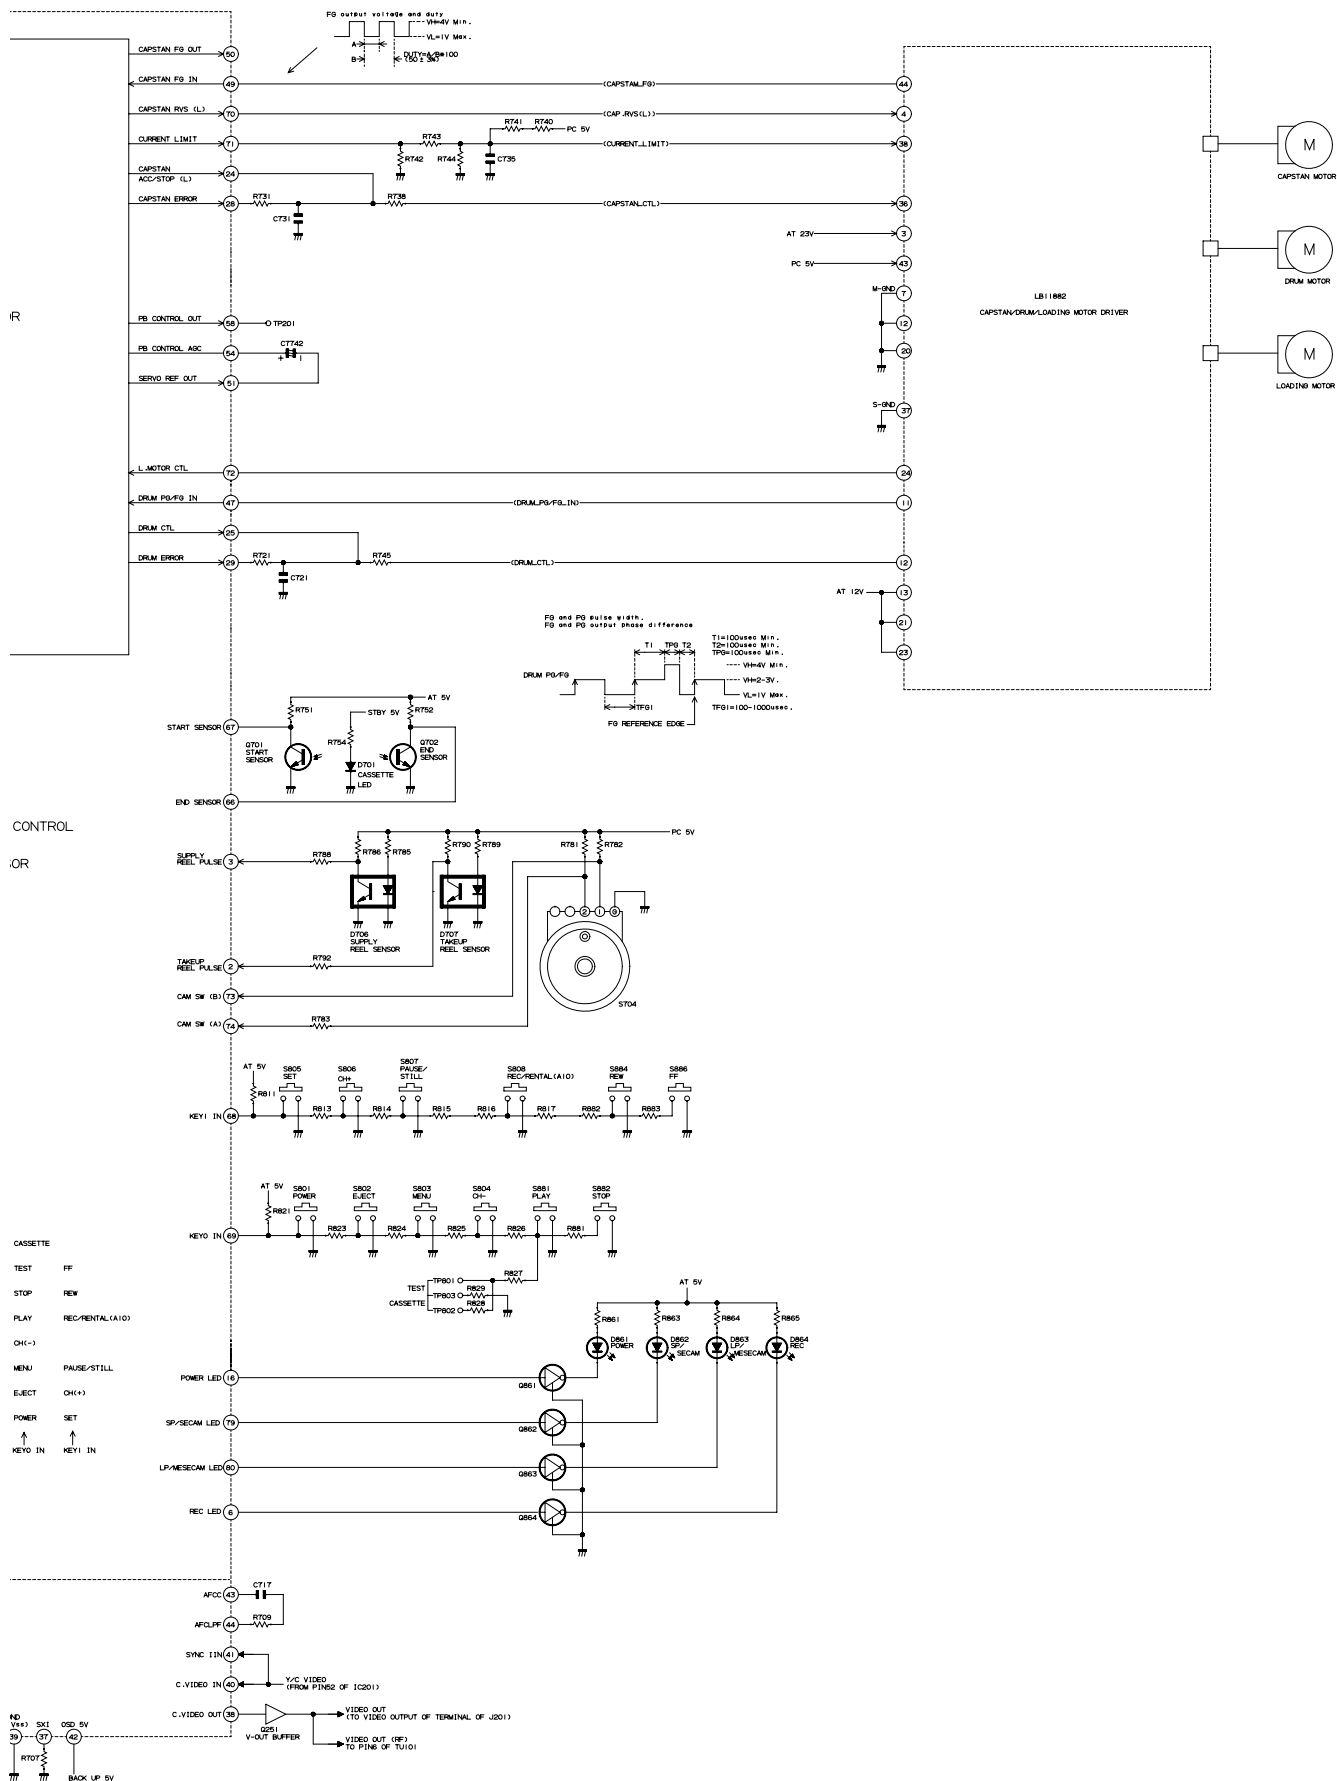 FG output voltage and duty
VH=4V Min.
VL=1V Max.
A
B
DUTY=A/B*100
(50±3%)
CAPSTAN FG OUT 50
CAPSTAN FG IN 49 (CAPSTAM_FG) 44
CAPSTAN RVS (L) 70 (CAP.RVS(L)) 4
R741 R740 PC 5V
CURRENT LIMIT 71 R743 (CURRENT_LIMIT) 38
R742 R744 C735
M
CAPSTAN MOTOR
CAPSTAN 24
ACC/STOP (L)
CAPSTAN ERROR 28 R731 R738 (CAPSTAN_CTL) 36
C731
AT 23V 3
PC 5V 43
M
DRUM MOTOR
M-GND 7
12
20
LB11882
CAPSTAN/DRUM/LOADING MOTOR DRIVER
OR
PB CONTROL OUT 58 TP201
PB CONTROL AGC 54 CT742
+
SERVO REF OUT 51
M
LOADING MOTOR
S-GND 37
L.MOTOR CTL 72 24
DRUM PG/FG IN 47 (DRUM_PG/FG_IN) 11
DRUM CTL 25
DRUM ERROR 29 R721 R745 (DRUM_CTL) 12
C721
AT 12V 13
21
23
FG and PG pulse width.
FG and PG output phase difference
T1 TPG T2
T1=100usec Min.
T2=100usec Min.
TPG=100usec Min.
VH=4V Min.
DRUM PG/FG
VH=2-3V.
VL=1V Max.
TFG1
TFG1=100-1000usec.
FG REFERENCE EDGE
AT 5V
R751 STBY 5V R752
START SENSOR 67
R754
Q701
START
SENSOR
D701
CASSETTE
LED
Q702
END
SENSOR
END SENSOR 66
CONTROL
PC 5V
SUPPLY
REEL PULSE 3 R788 R786 R785 R790 R789 R781 R782
OR
2 1 G
D706
SUPPLY
REEL SENSOR
D707
TAKEUP
REEL SENSOR
TAKEUP
REEL PULSE 2 R792
CAM SW (B) 73
S704
CAM SW (A) 74 R783
AT 5V
R811
S805
SET
S806
CH+
S807
PAUSE/
STILL
S808
REC/RENTAL(A10)
S884
REW
S886
FF
KEY1 IN 68 R813 R814 R815 R816 R817 R882 R883
AT 5V
R821
S801
POWER
S802
EJECT
S803
MENU
S804
CH-
S881
PLAY
S882
STOP
KEY0 IN 69 R823 R824 R825 R826 R881
CASSETTE
TEST FF
STOP REW
PLAY REC/RENTAL(A10)
CH(-)
MENU PAUSE/STILL
EJECT CH(+)
POWER SET
KEY0 IN KEY1 IN
TEST
CASSETTE
TP801 R827
TP803 R829
TP802 R828
AT 5V
R861 R863 R864 R865
D861
POWER
D862
SP/
SECAM
D863
LP/
MESECAM
D864
REC
POWER LED 16 Q861
SP/SECAM LED 79 Q862
LP/MESECAM LED 80 Q863
REC LED 6 Q864
AFCC 43 C717
AFCLPF 44 R709
SYNC IIN 41
C.VIDEO IN 40 Y/C VIDEO
(FROM PIN52 OF IC201)
C.VIDEO OUT 38
Q251
V-OUT BUFFER
VIDEO OUT
(TO VIDEO OUTPUT OF TERMINAL OF J201)
VIDEO OUT (RF)
TO PIN6 OF TU101
ND
Vss) SXI OSD 5V
39 37 42
R707
BACK UP 5V